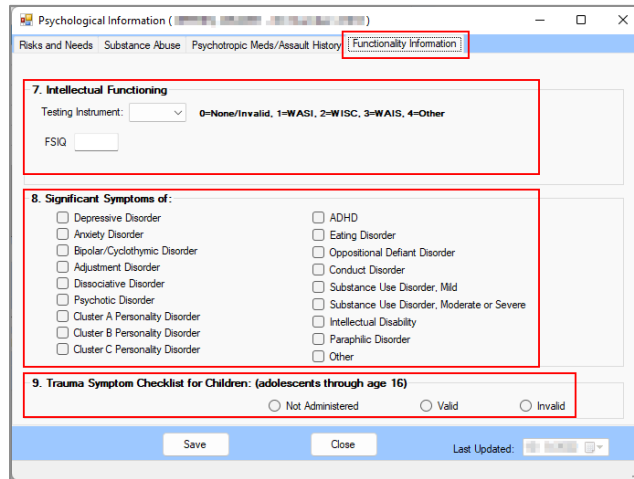 Psychological Information (
)
Risks and Needs Substance Abuse Psychotropic Meds/Assault History Functionality Information
7. Intellectual Functioning
Testing Instrument: 0=None/Invalid, 1=WASI, 2=WISC, 3=WAIS, 4=Other
FSIQ
8. Significant Symptoms of:
Depressive Disorder
Anxiety Disorder
Bipolar/Cyclothymic Disorder
Adjustment Disorder
Dissociative Disorder
Psychotic Disorder
Cluster A Personality Disorder
Cluster B Personality Disorder
Cluster C Personality Disorder
ADHD
Eating Disorder
Oppositional Defiant Disorder
Conduct Disorder
Substance Use Disorder, Mild
Substance Use Disorder, Moderate or Severe
Intellectual Disability
Paraphilic Disorder
Other
9. Trauma Symptom Checklist for Children: (adolescents through age 16)
Not Administered Valid Invalid
Save Close Last Updated: